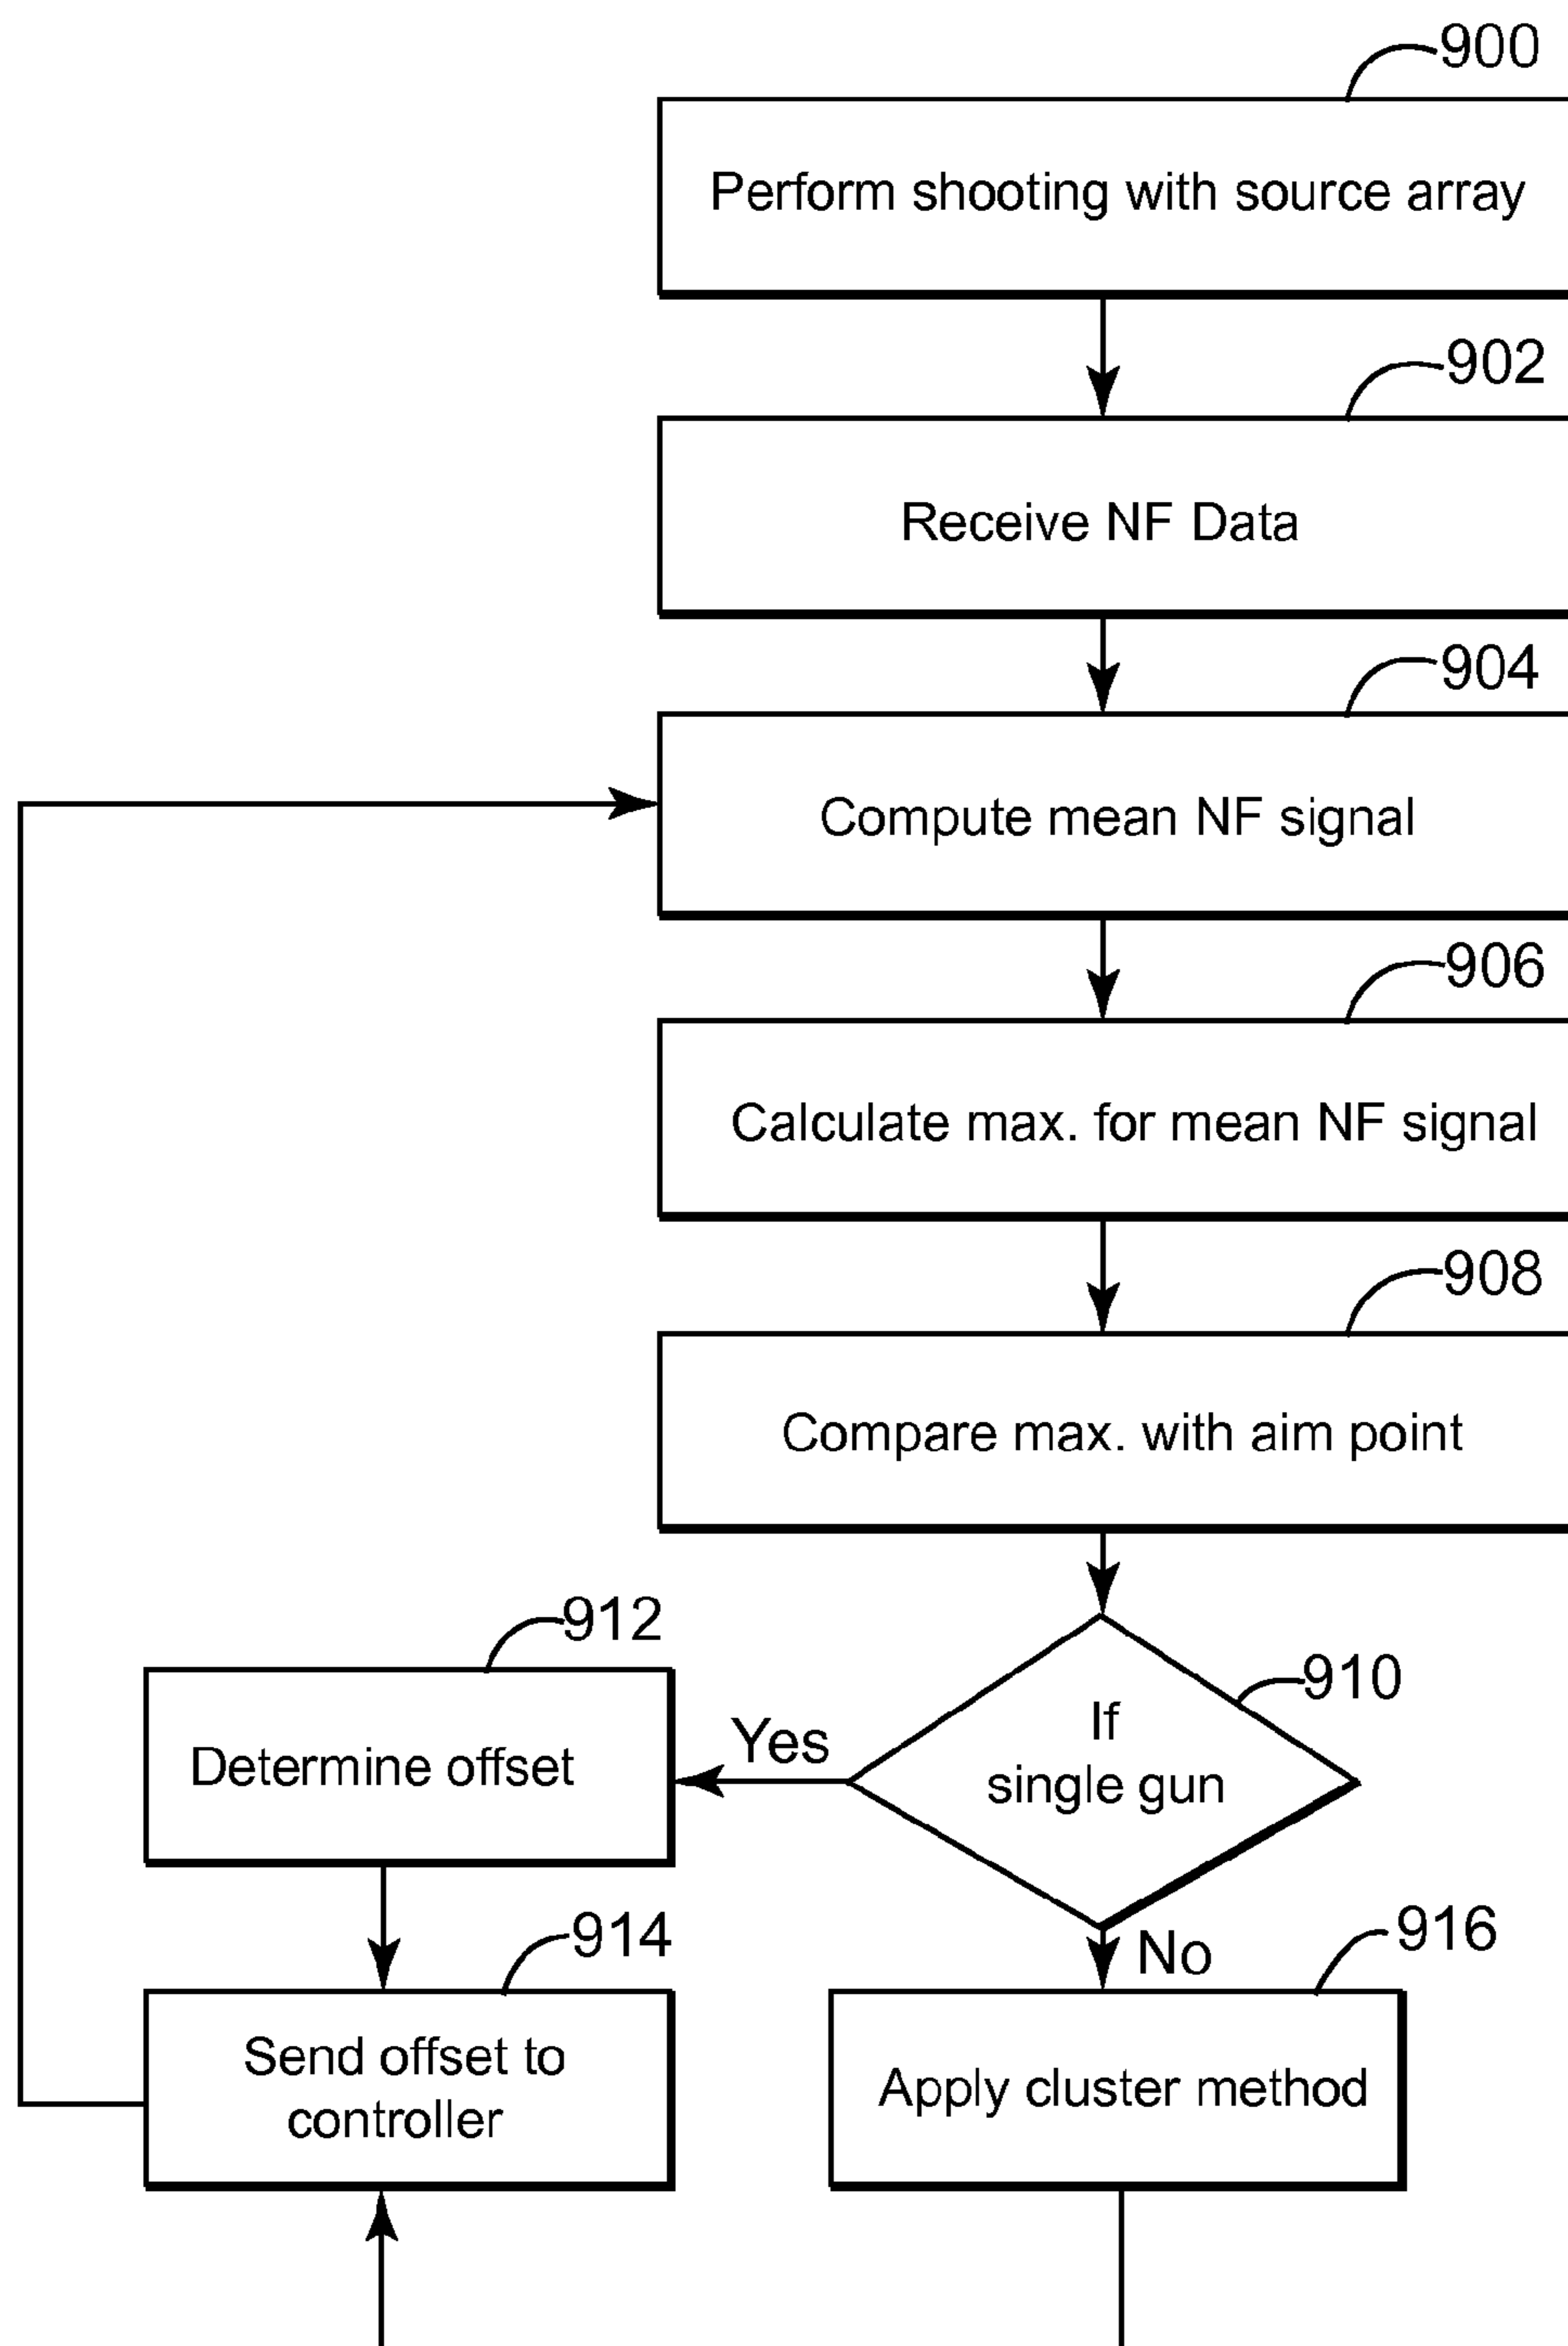 900
Perform shooting with source array
902
Receive NF Data
904
Compute mean NF signal
906
Calculate max. for mean NF signal
908
Compare max. with aim point
910
If
single gun
Yes
912
Determine offset
914
Send offset to
controller
No
916
Apply cluster method